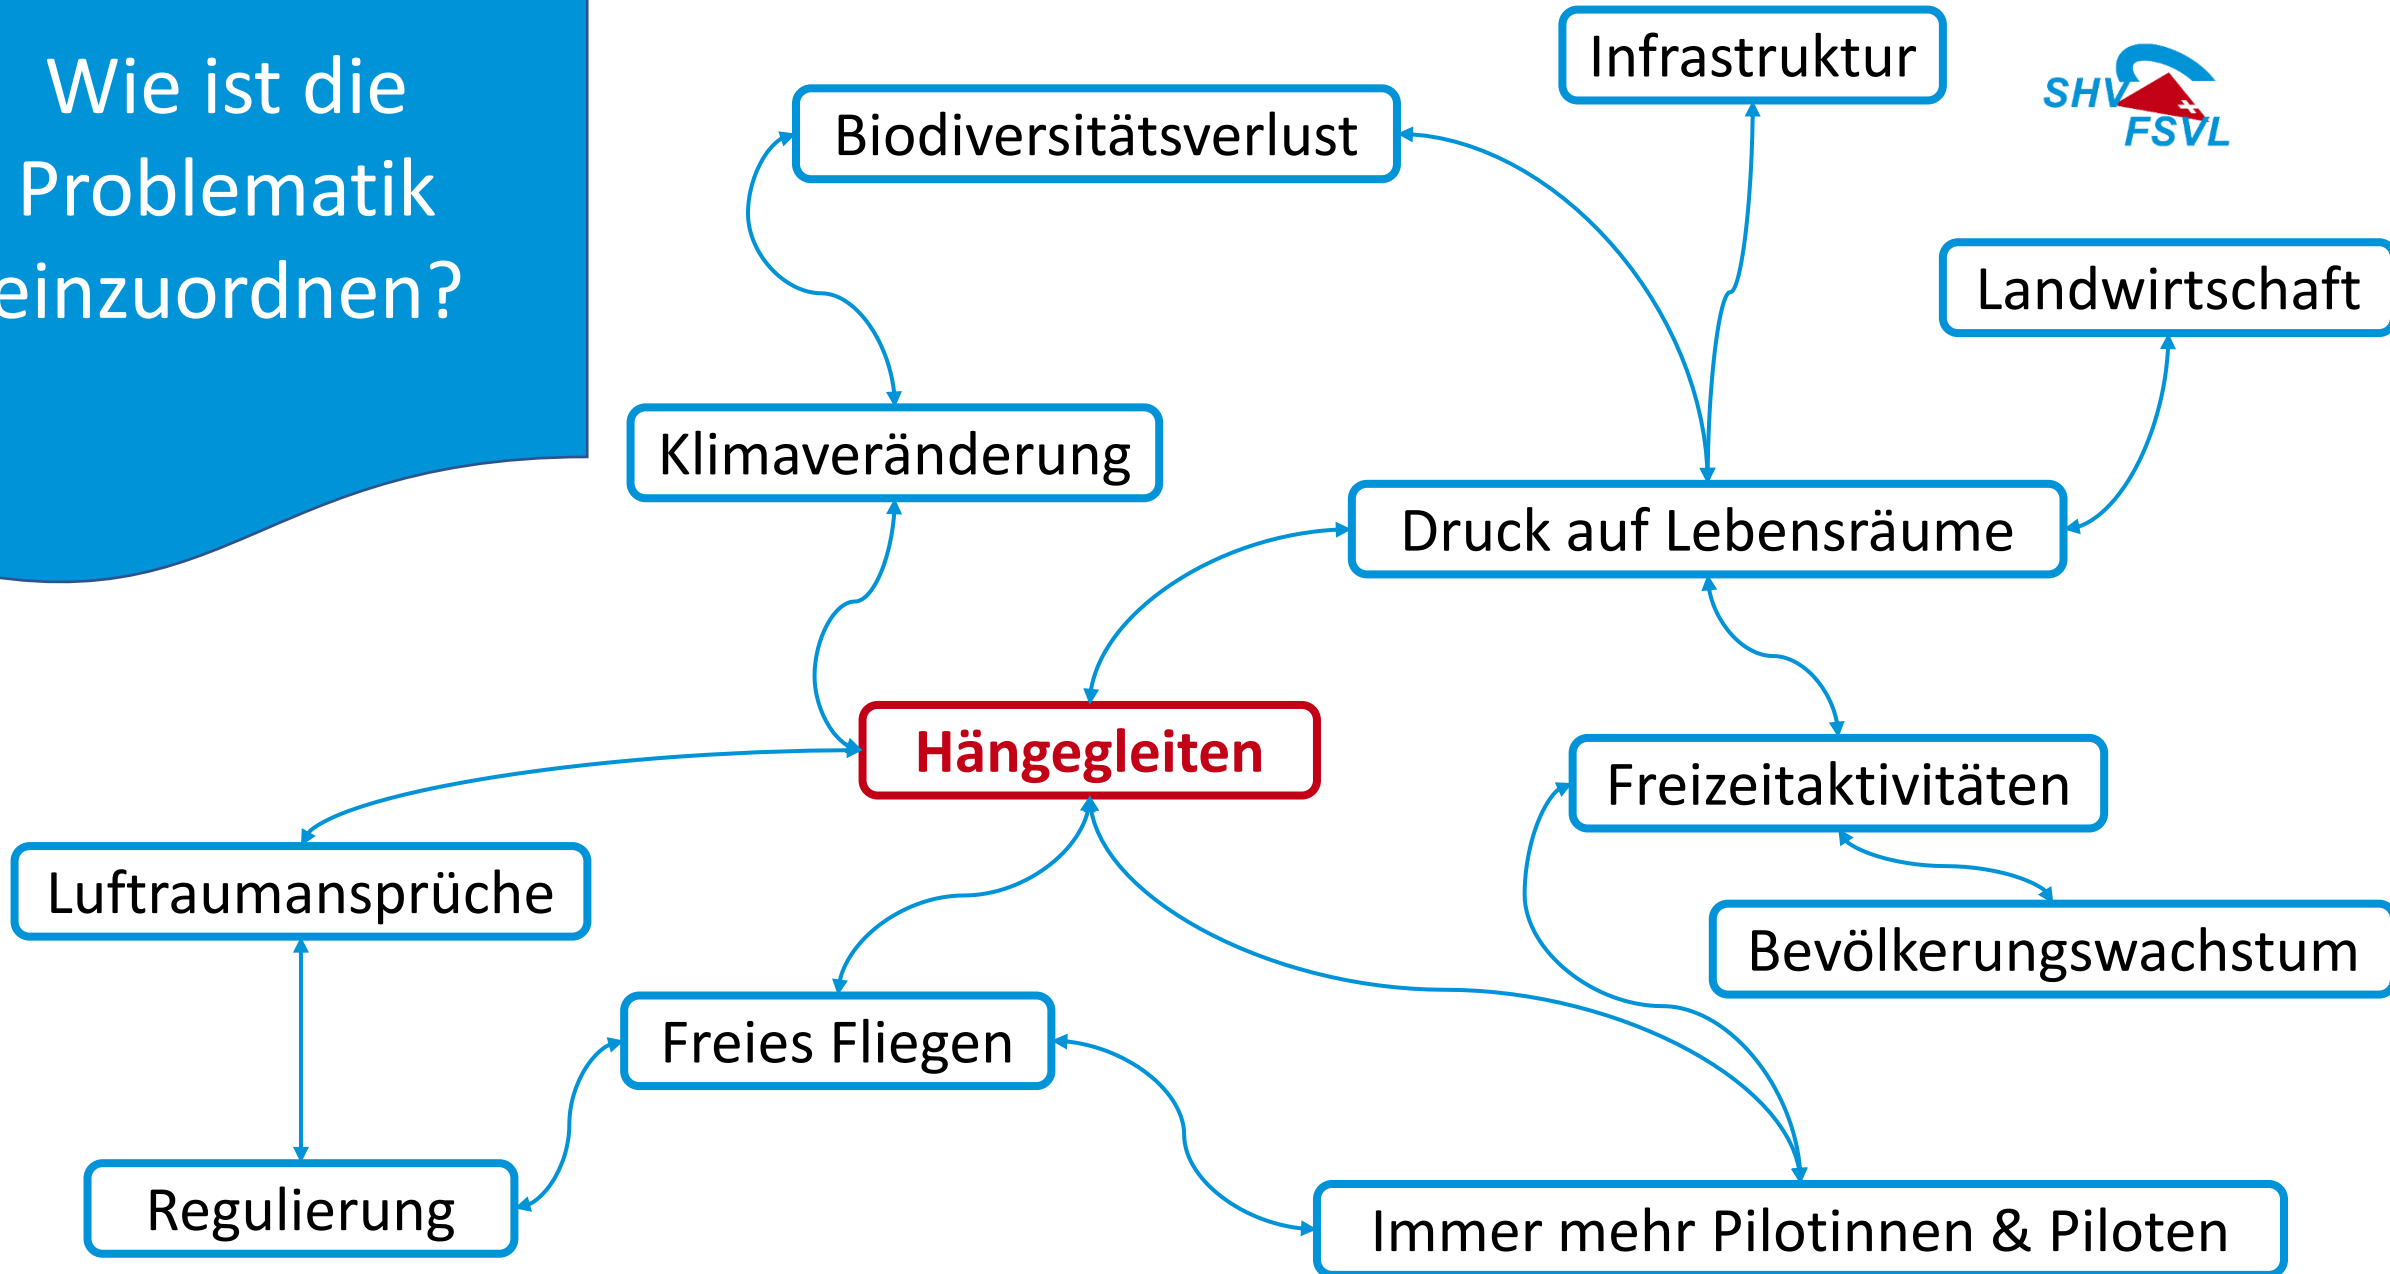 Wie ist die
Problematik
einzuordnen?
Infrastruktur
SHV
FSVL
Biodiversitätsverlust
Landwirtschaft
Klimaveränderung
Druck auf Lebensräume
Hängegleiten
Freizeitaktivitäten
Luftraumansprüche
Bevölkerungswachstum
Freies Fliegen
Regulierung
Immer mehr Pilotinnen & Piloten